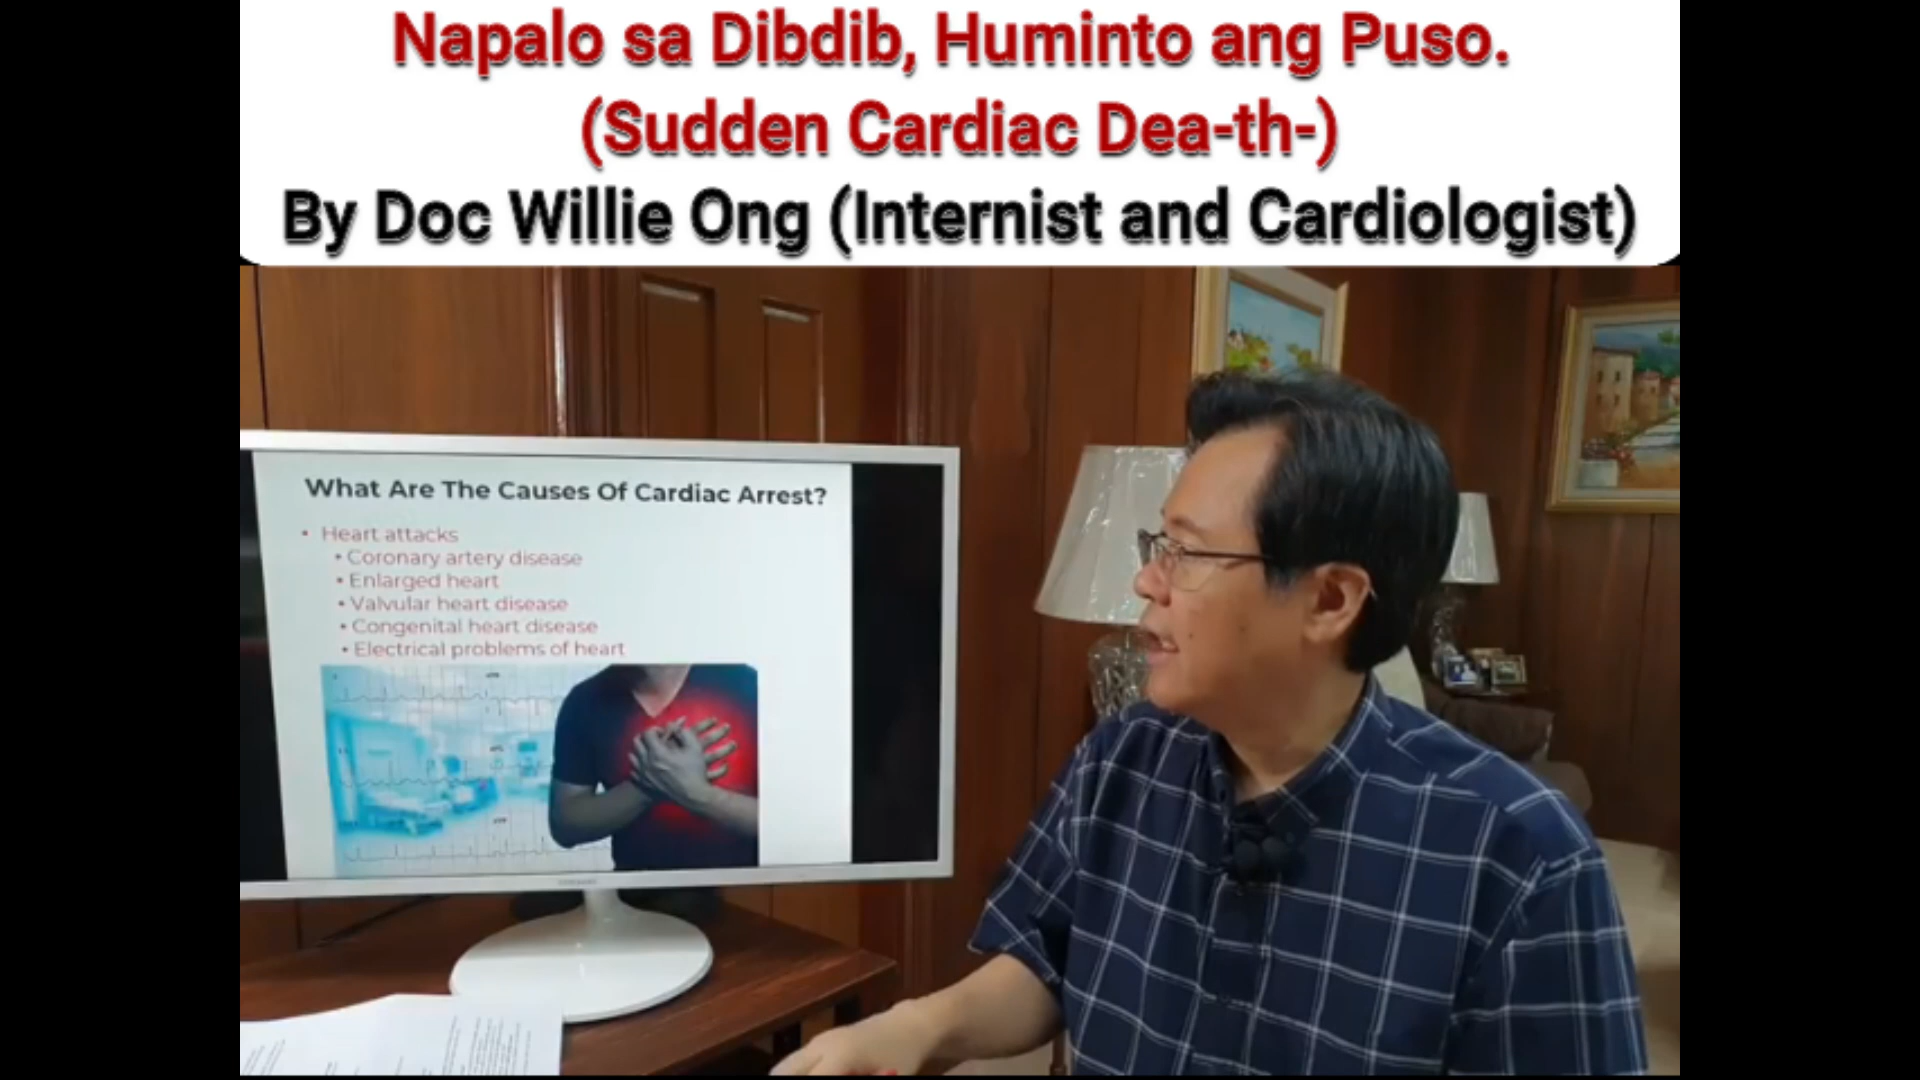 Napalo sa Dibdib, Huminto ang Puso.
(Sudden Cardiac Dea-th-)
By Doc Willie Ong (Internist and Cardiologist)
What Are The Causes Of Cardiac Arrest?
• Heart attacks
• Coronary artery disease
• Enlarged heart
• Valvular heart disease
• Congenital heart disease
• Electrical problems of heart